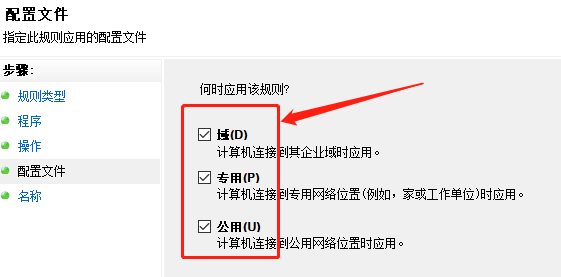 配置文件
指定此规则应用的配置文件
步骤:
规则类型
程序
操作
配置文件
名称
何时应用该规则?
域(D)
计算机连接到其企业域时应用。
专用(P)
计算机连接到专用网络位置(例如，家或工作单位)时应用。
公用(U)
计算机连接到公用网络位置时应用。